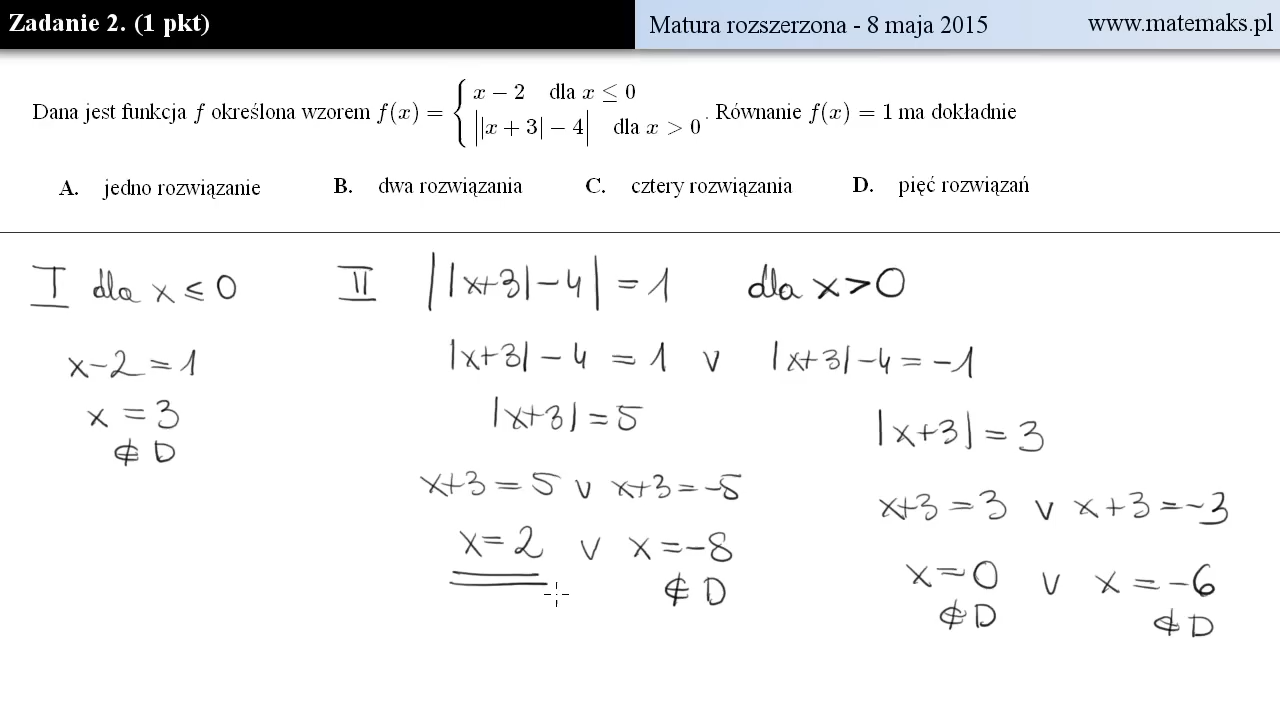 Zadanie 2. (1 pkt)
Matura rozszerzona - 8 maja 2015
www.matemaks.pl
Dana jest funkcja f określona wzorem f(x) = { x − 2 dla x ≤ 0
||x + 3| − 4| dla x > 0 . Równanie f(x) = 1 ma dokładnie
A. jedno rozwiązanie B. dwa rozwiązania C. cztery rozwiązania D. pięć rozwiązań
I dla x ≤ 0
x-2=1
x = 3
∉ D
II ||x+3|-4| = 1 dla x>0
|x+3| - 4 = 1 ∨ |x+3|-4 = -1
|x+3| = 5
x+3 = 5 ∨ x+3 = -5
x=2 ∨ x=-8
∉ D
|x+3| = 3
x+3 = 3 ∨ x+3 = -3
x=0 ∨ x = -6
∉ D ∉ D